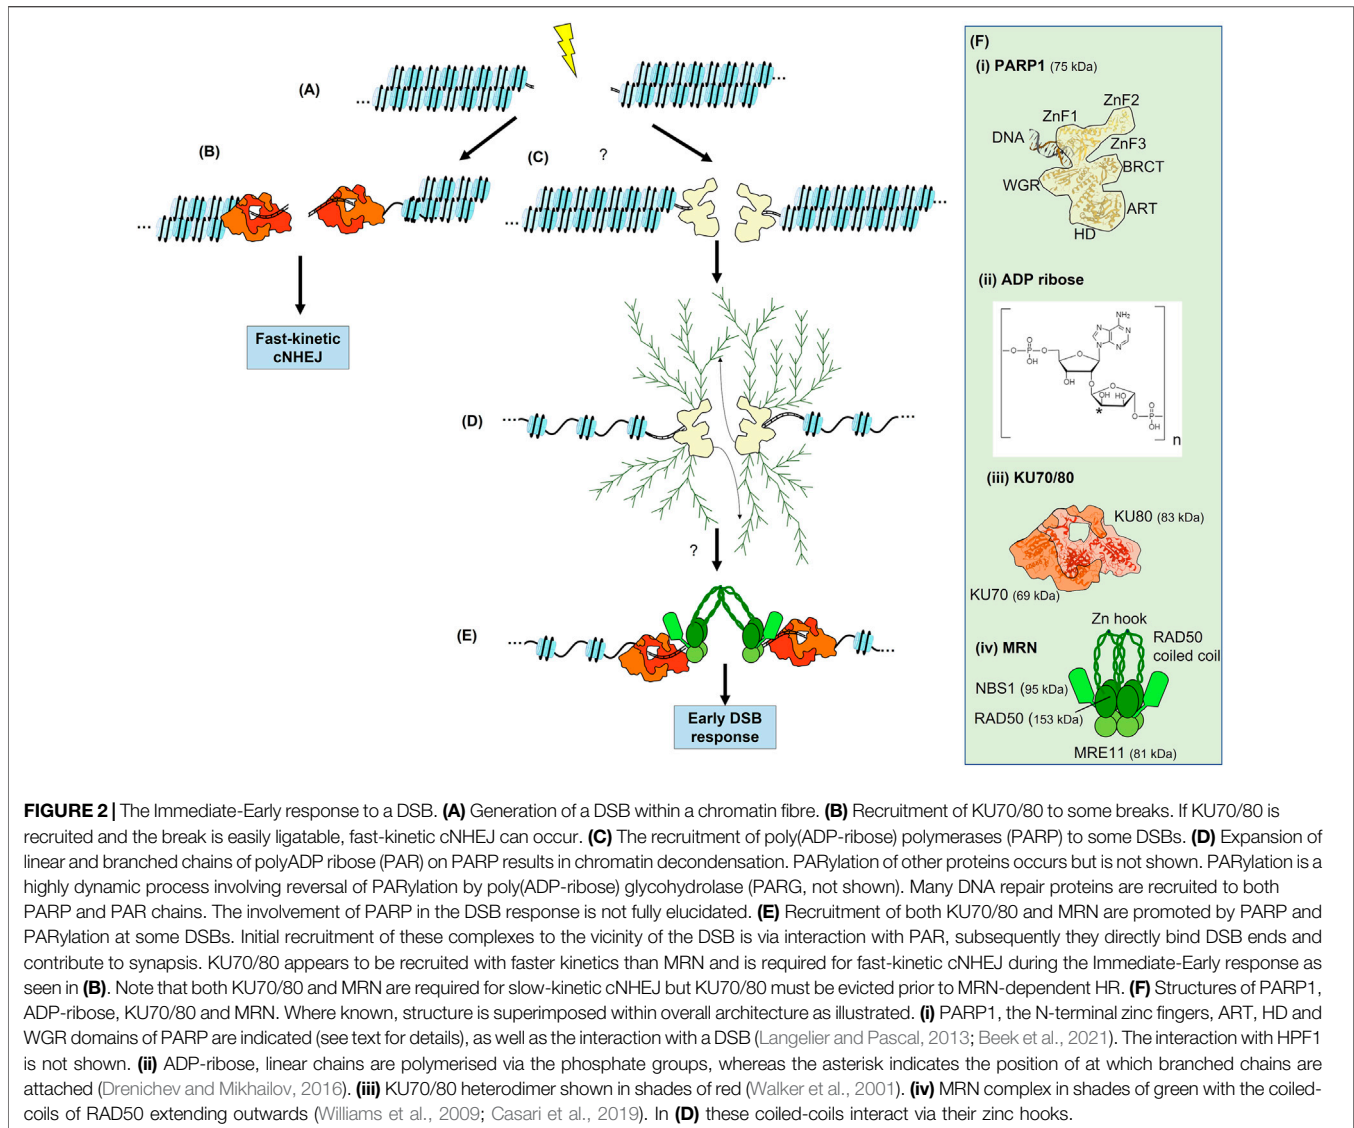 (A)
...
...
(B)
...
Fast-kinetic
cNHEJ
(C)
?
...
...
(D)
...
...
?
(E)
...
...
Early DSB
response
(F)
(i) PARP1 (75 kDa)
ZnF2
ZnF1
DNA
ZnF3
BRCT
WGR
ART
HD
(ii) ADP ribose
NH₂
N
N
N
N
O
P
O
OH
O
OH
O
O
OH
HO
*
O
P
OH
n
(iii) KU70/80
KU80 (83 kDa)
KU70 (69 kDa)
Zn hook
(iv) MRN
RAD50
coiled coil
NBS1 (95 kDa)
RAD50 (153 kDa)
MRE11 (81 kDa)
FIGURE 2 | The Immediate-Early response to a DSB. (A) Generation of a DSB within a chromatin fibre. (B) Recruitment of KU70/80 to some breaks. If KU70/80 is
recruited and the break is easily ligatable, fast-kinetic cNHEJ can occur. (C) The recruitment of poly(ADP-ribose) polymerases (PARP) to some DSBs. (D) Expansion of
linear and branched chains of polyADP ribose (PAR) on PARP results in chromatin decondensation. PARylation of other proteins occurs but is not shown. PARylation is a
highly dynamic process involving reversal of PARylation by poly(ADP-ribose) glycohydrolase (PARG, not shown). Many DNA repair proteins are recruited to both
PARP and PAR chains. The involvement of PARP in the DSB response is not fully elucidated. (E) Recruitment of both KU70/80 and MRN are promoted by PARP and
PARylation at some DSBs. Initial recruitment of these complexes to the vicinity of the DSB is via interaction with PAR, subsequently they directly bind DSB ends and
contribute to synapsis. KU70/80 appears to be recruited with faster kinetics than MRN and is required for fast-kinetic cNHEJ during the Immediate-Early response as
seen in (B). Note that both KU70/80 and MRN are required for slow-kinetic cNHEJ but KU70/80 must be evicted prior to MRN-dependent HR. (F) Structures of PARP1,
ADP-ribose, KU70/80 and MRN. Where known, structure is superimposed within overall architecture as illustrated. (i) PARP1, the N-terminal zinc fingers, ART, HD and
WGR domains of PARP are indicated (see text for details), as well as the interaction with a DSB (Langelier and Pascal, 2013; Beek et al., 2021). The interaction with HPF1
is not shown. (ii) ADP-ribose, linear chains are polymerised via the phosphate groups, whereas the asterisk indicates the position of at which branched chains are
attached (Drenichev and Mikhailov, 2016). (iii) KU70/80 heterodimer shown in shades of red (Walker et al., 2001). (iv) MRN complex in shades of green with the coiled-
coils of RAD50 extending outwards (Williams et al., 2009; Casari et al., 2019). In (D) these coiled-coils interact via their zinc hooks.